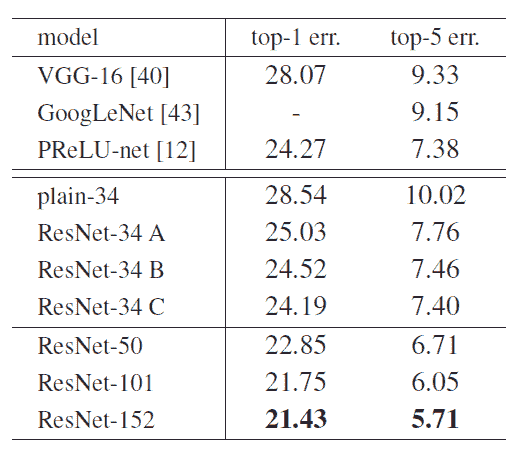 model top-1 err. top-5 err.
VGG-16 [40] 28.07 9.33
GoogLeNet [43] - 9.15
PReLU-net [12] 24.27 7.38
plain-34 28.54 10.02
ResNet-34 A 25.03 7.76
ResNet-34 B 24.52 7.46
ResNet-34 C 24.19 7.40
ResNet-50 22.85 6.71
ResNet-101 21.75 6.05
ResNet-152 21.43 5.71